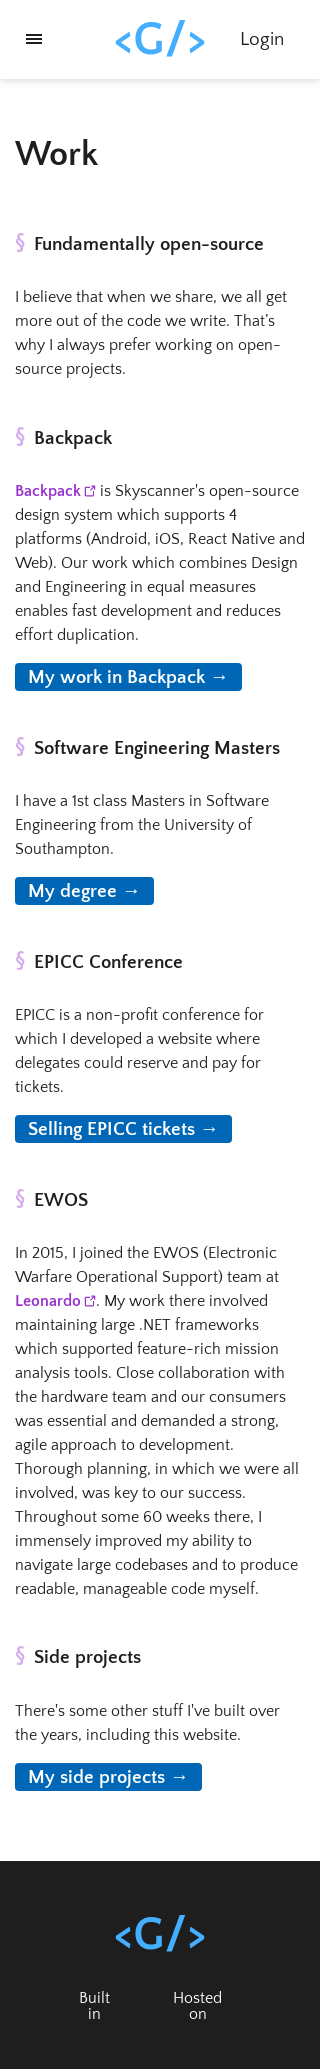 <G/>
Login
Work
§ Fundamentally open-source
I believe that when we share, we all get
more out of the code we write. That’s
why I always prefer working on open-
source projects.
§ Backpack
Backpack is Skyscanner's open-source
design system which supports 4
platforms (Android, iOS, React Native and
Web). Our work which combines Design
and Engineering in equal measures
enables fast development and reduces
effort duplication.
My work in Backpack →
§ Software Engineering Masters
I have a 1st class Masters in Software
Engineering from the University of
Southampton.
My degree →
§ EPICC Conference
EPICC is a non-profit conference for
which I developed a website where
delegates could reserve and pay for
tickets.
Selling EPICC tickets →
§ EWOS
In 2015, I joined the EWOS (Electronic
Warfare Operational Support) team at
Leonardo. My work there involved
maintaining large .NET frameworks
which supported feature-rich mission
analysis tools. Close collaboration with
the hardware team and our consumers
was essential and demanded a strong,
agile approach to development.
Thorough planning, in which we were all
involved, was key to our success.
Throughout some 60 weeks there, I
immensely improved my ability to
navigate large codebases and to produce
readable, manageable code myself.
§ Side projects
There's some other stuff I've built over
the years, including this website.
My side projects →
<G/>
Built
in
Hosted
on